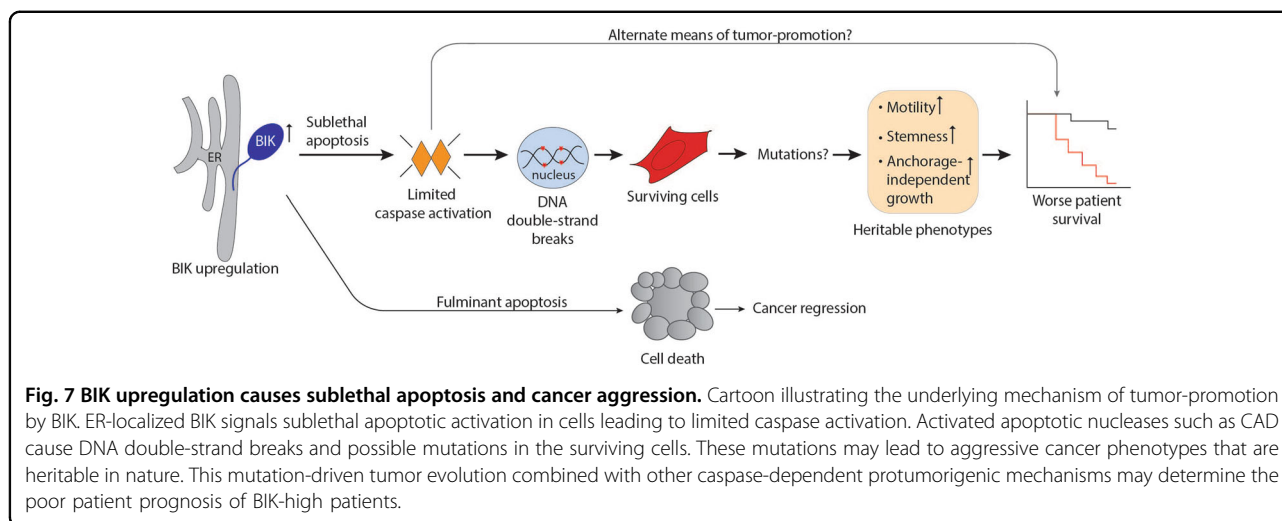 Alternate means of tumor-promotion?
ER
BIK ↑
Sublethal
apoptosis
Limited
caspase activation
nucleus
DNA
double-strand
breaks
Surviving cells
Mutations?
• Motility↑
• Stemness↑
• Anchorage-↑
independent
growth
Heritable phenotypes
Worse patient
survival
BIK upregulation
Fulminant apoptosis
Cell death
Cancer regression
Fig. 7 BIK upregulation causes sublethal apoptosis and cancer aggression. Cartoon illustrating the underlying mechanism of tumor-promotion
by BIK. ER-localized BIK signals sublethal apoptotic activation in cells leading to limited caspase activation. Activated apoptotic nucleases such as CAD
cause DNA double-strand breaks and possible mutations in the surviving cells. These mutations may lead to aggressive cancer phenotypes that are
heritable in nature. This mutation-driven tumor evolution combined with other caspase-dependent protumorigenic mechanisms may determine the
poor patient prognosis of BIK-high patients.